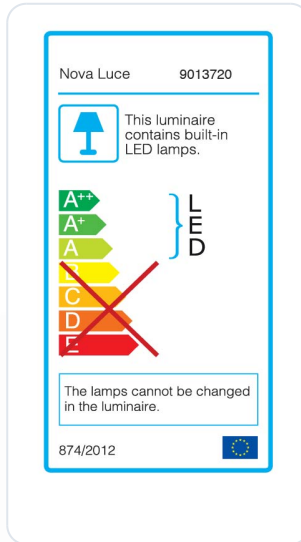 Nova Luce 9013720
This luminaire
contains built-in
LED lamps.
A++
A+
A
B
C
D
E
L
E
D
The lamps cannot be changed
in the luminaire.
874/2012